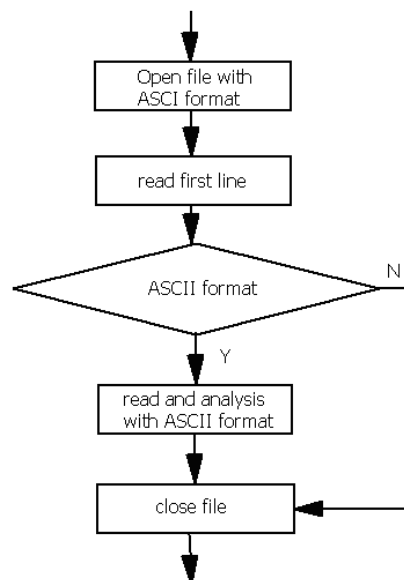 Open file with
ASCI format
read first line
ASCII format
N
Y
read and analysis
with ASCII format
close file